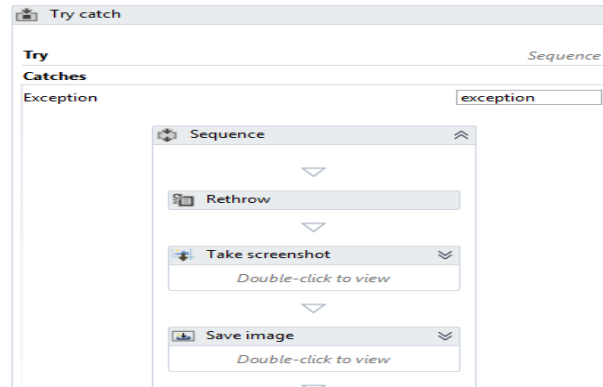 Try catch
Try Sequence
Catches
Exception exception
Sequence
Rethrow
Take screenshot
Double-click to view
Save image
Double-click to view